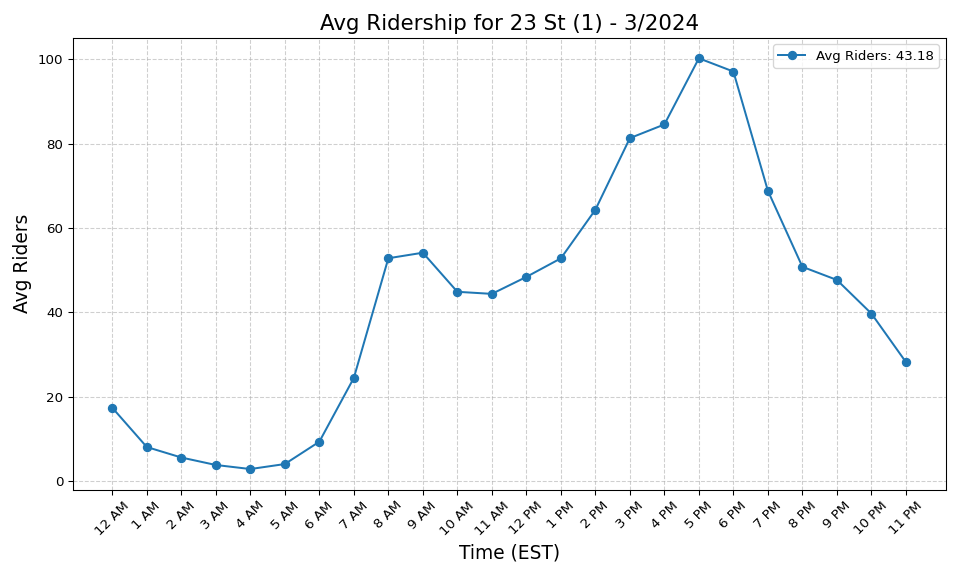 Avg Ridership for 23 St (1) - 3/2024
Avg Riders: 43.18
Avg Riders
100
80
60
40
20
0
12 AM
1 AM
2 AM
3 AM
4 AM
5 AM
6 AM
7 AM
8 AM
9 AM
10 AM
11 AM
12 PM
1 PM
2 PM
3 PM
4 PM
5 PM
6 PM
7 PM
8 PM
9 PM
10 PM
11 PM
Time (EST)